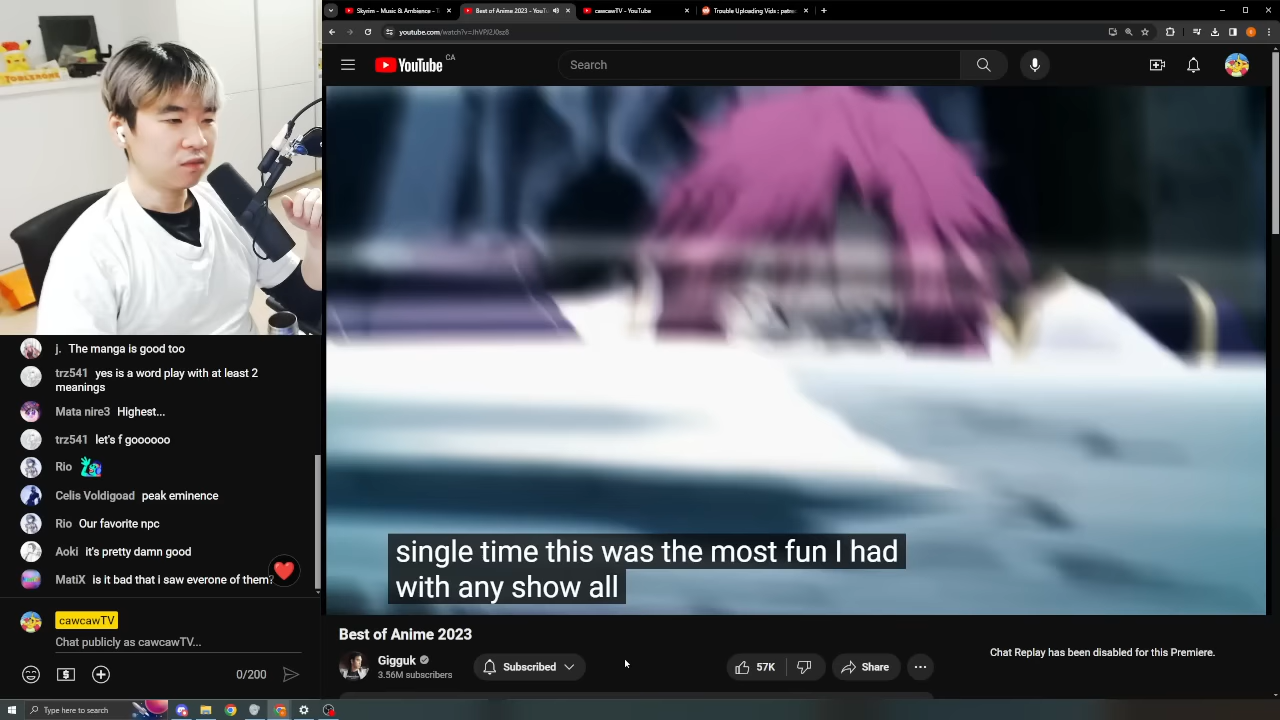 Skyrim - Music & Ambience - T
Best of Anime 2023 - YouTu
cawcawTV - YouTube
Trouble Uploading Vids : patre
youtube.com/watch?v=JhVPJ2J0sz8
YouTube CA
Search
TOBLERONE
single time this was the most fun I had
with any show all
j. The manga is good too
trz541 yes is a word play with at least 2
meanings
Mata nire3 Highest...
trz541 let's f goooooo
Rio
Celis Voldigoad peak eminence
Rio Our favorite npc
Aoki it's pretty damn good
MatiX is it bad that i saw everone of them?
cawcawTV
Chat publicly as cawcawTV...
0/200
Best of Anime 2023
Gigguk
3.56M subscribers
Subscribed
57K
Share
Chat Replay has been disabled for this Premiere.
Type here to search